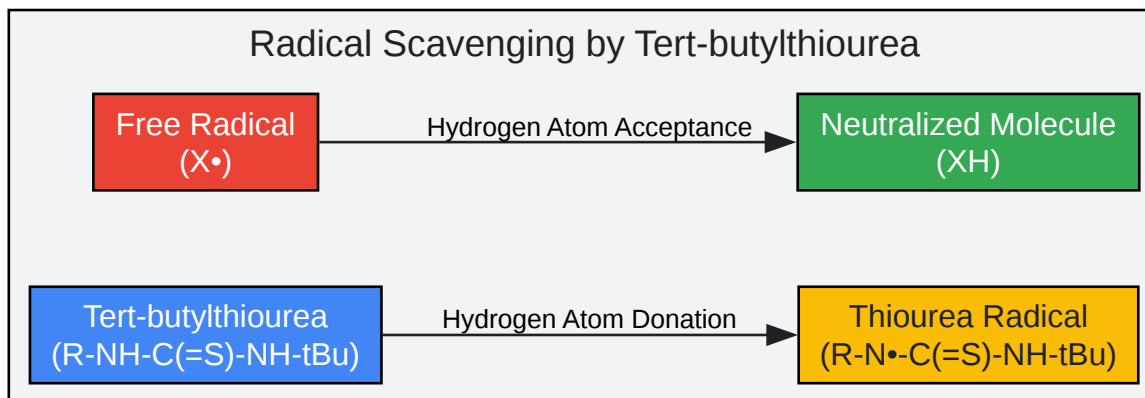 Radical Scavenging by Tert-butylthiourea
Free Radical
(X•)
Hydrogen Atom Acceptance
Neutralized Molecule
(XH)
Tert-butylthiourea
(R-NH-C(=S)-NH-tBu)
Hydrogen Atom Donation
Thiourea Radical
(R-N•-C(=S)-NH-tBu)